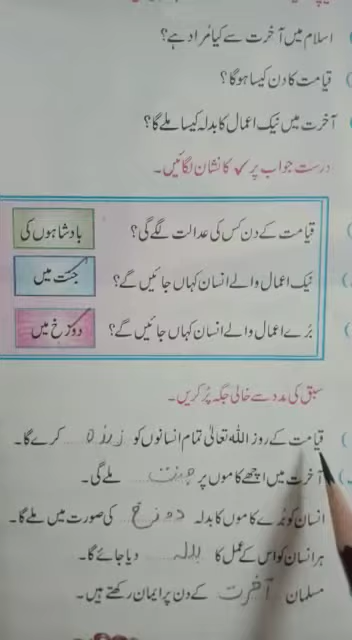 اسلام میں آخرت سے کیا مُراد ہے؟
قیامت کا دن کیسا ہوگا؟
آخرت میں نیک اعمال کا بدلہ کیسا ملے گا؟
درست جواب پر ✓ کا نشان لگائیں۔
قیامت کے دن کس کی عدالت لگے گی؟ بادشاہوں کی
نیک اعمال والے انسان کہاں جائیں گے؟ جنّت میں
بُرے اعمال والے انسان کہاں جائیں گے؟ دوزخ میں
سبق کی مدد سے خالی جگہ پُر کریں۔
قیامت کے روز اللہ تعالیٰ تمام انسانوں کو زندہ کرے گا۔
آخرت میں اچھے کاموں پر جنت ملے گی۔
انسان کو بُرے کاموں کا بدلہ دوزخ کی صورت میں ملے گا۔
ہر انسان کو اس کے عمل کا بدلہ دیا جائے گا۔
مسلمان آخرت کے دن پر ایمان رکھتے ہیں۔